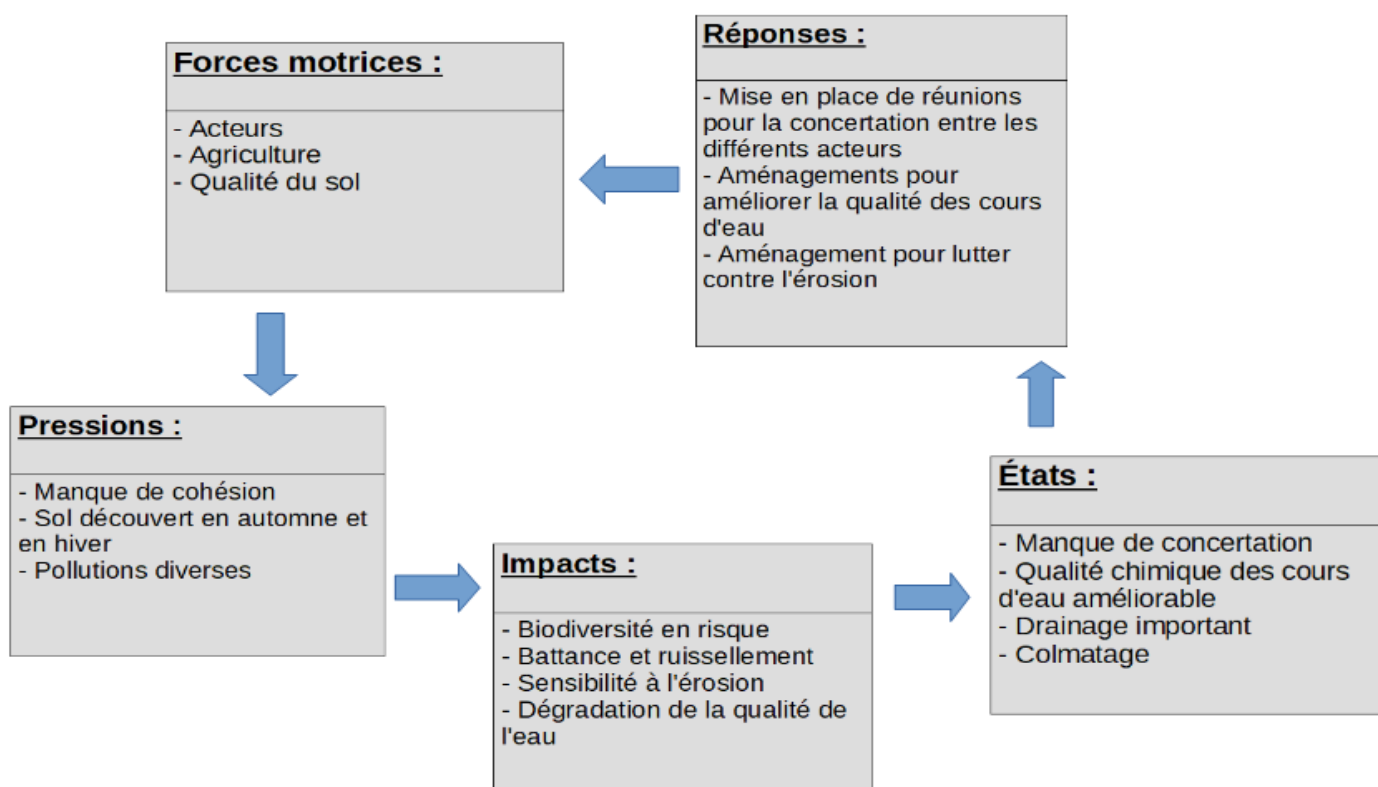 Forces motrices :
- Acteurs
- Agriculture
- Qualité du sol
Réponses :
- Mise en place de réunions
pour la concertation entre les
différents acteurs
- Aménagements pour
améliorer la qualité des cours
d'eau
- Aménagement pour lutter
contre l'érosion
Pressions :
- Manque de cohésion
- Sol découvert en automne et
en hiver
- Pollutions diverses
Impacts :
- Biodiversité en risque
- Battance et ruissellement
- Sensibilité à l'érosion
- Dégradation de la qualité de
l'eau
États :
- Manque de concertation
- Qualité chimique des cours
d'eau améliorable
- Drainage important
- Colmatage